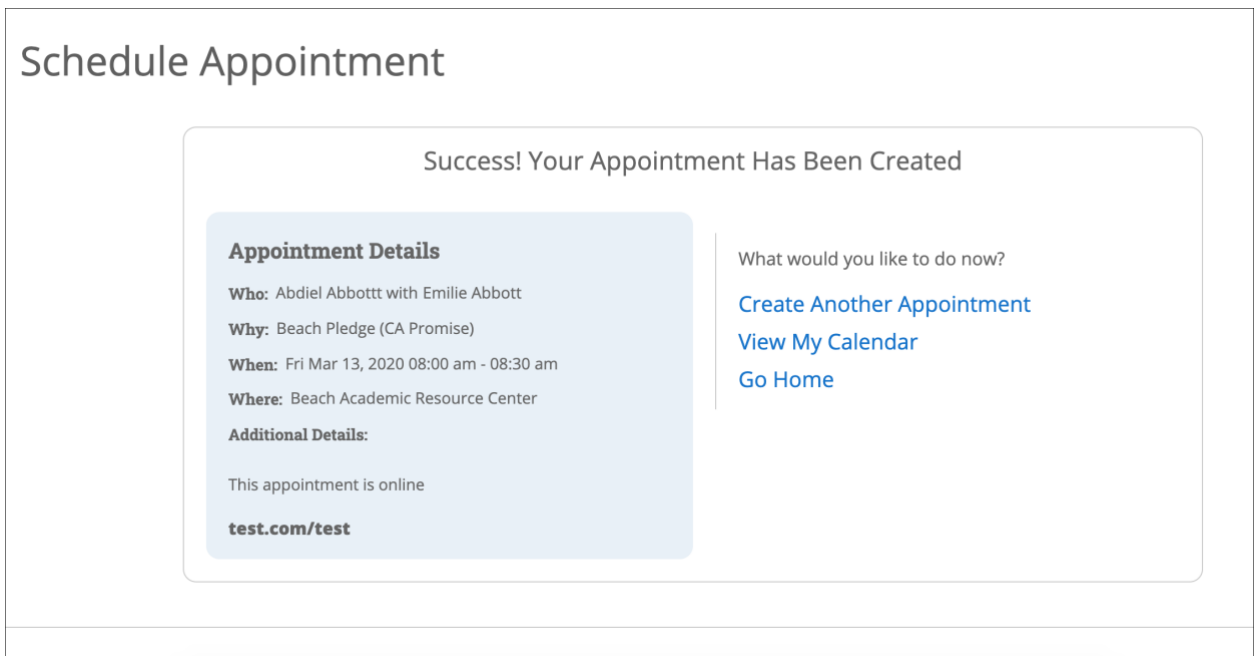 Schedule Appointment
Success! Your Appointment Has Been Created
Appointment Details
Who: Abdiel Abbottt with Emilie Abbott
Why: Beach Pledge (CA Promise)
When: Fri Mar 13, 2020 08:00 am - 08:30 am
Where: Beach Academic Resource Center
Additional Details:
This appointment is online
test.com/test
What would you like to do now?
Create Another Appointment
View My Calendar
Go Home